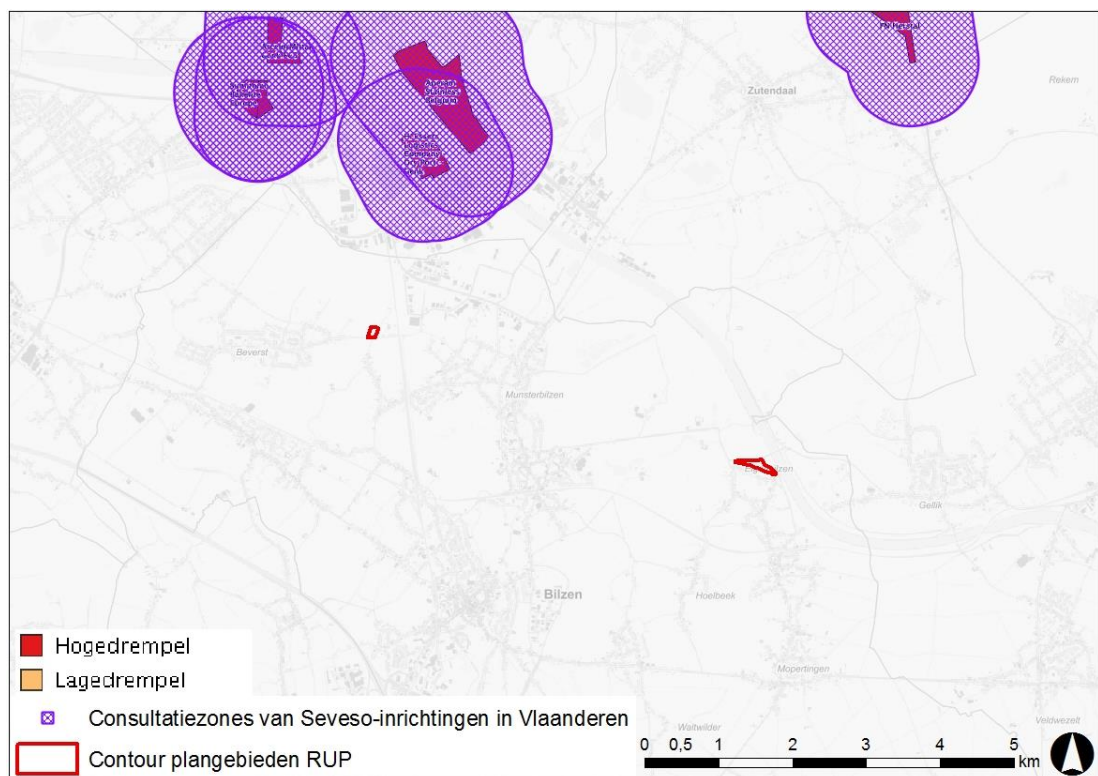 Zutendaal
Rekem
Beverst
Munsterbilzen
Gellik
Bilzen
Hoelbeek
Mopertingen
Waltwilder
Veldwezelt
Hogedrempel
Lagedrempel
Consultatiezones van Seveso-inrichtingen in Vlaanderen
Contour plangebieden RUP
0 0,5 1 2 3 4 5
km